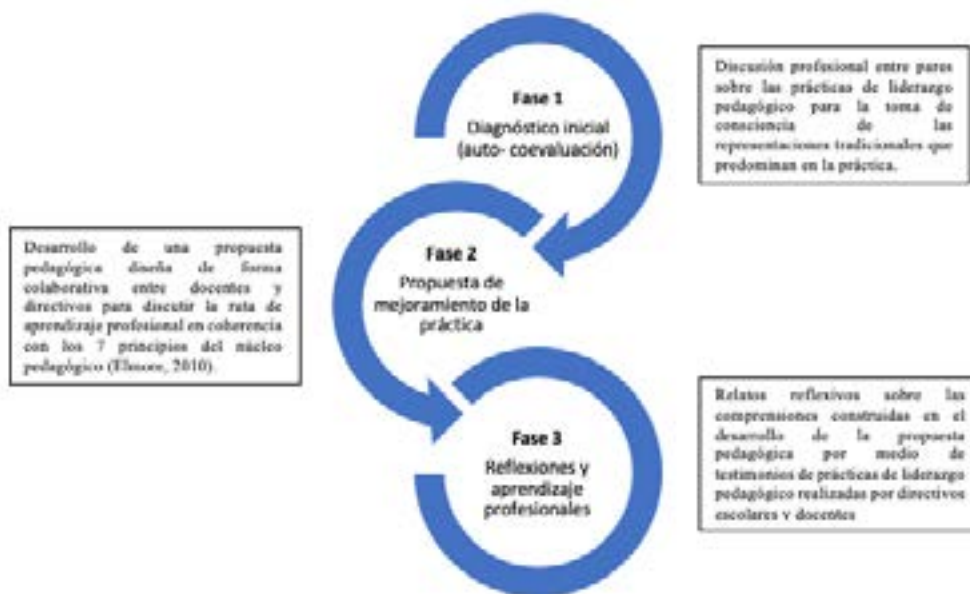 Fase 1
Diagnóstico inicial
(auto- coevaluación)
Discusión profesional entre pares
sobre las prácticas de liderazgo
pedagógico para la toma de
consciencia de las
representaciones tradicionales que
predominan en la práctica.
Fase 2
Propuesta de
mejoramiento de la
práctica
Desarrollo de una propuesta
pedagógica diseña de forma
colaborativa entre docentes y
directivos para discutir la ruta de
aprendizaje profesional en coherencia
con los 7 principios del núcleo
pedagógico (Elmore, 2010).
Fase 3
Reflexiones y
aprendizaje
profesionales
Relatos reflexivos sobre las
comprensiones construidas en el
desarrollo de la propuesta
pedagógica por medio de
testimonios de prácticas de liderazgo
pedagógico realizadas por directivos
escolares y docentes